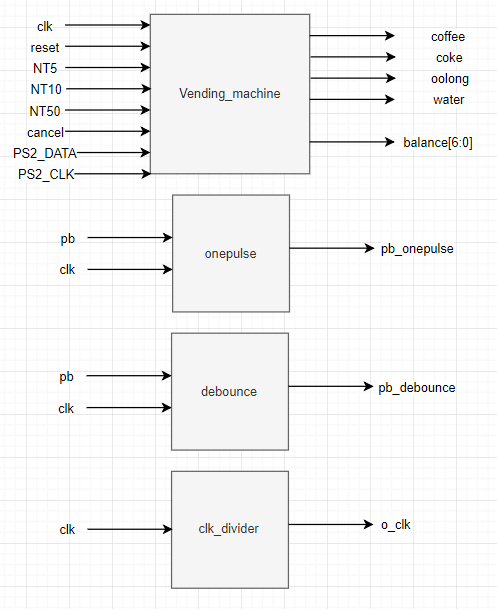 clk
reset
NT5
NT10
NT50
cancel
PS2_DATA
PS2_CLK
Vending_machine
coffee
coke
oolong
water
balance[6:0]
pb
clk
onepulse
pb_onepulse
pb
clk
debounce
pb_debounce
clk
clk_divider
o_clk